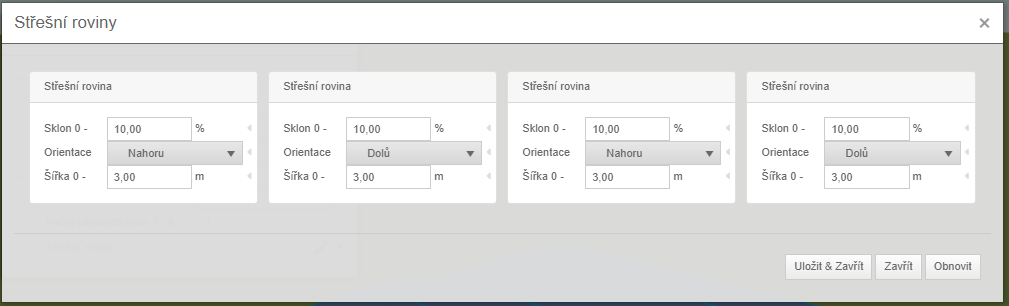 Střešní roviny ×
Střešní rovina
Sklon 0 - 10,00 %
Orientace Nahoru
Šířka 0 - 3,00 m
Střešní rovina
Sklon 0 - 10,00 %
Orientace Dolů
Šířka 0 - 3,00 m
Střešní rovina
Sklon 0 - 10,00 %
Orientace Nahoru
Šířka 0 - 3,00 m
Střešní rovina
Sklon 0 - 10,00 %
Orientace Dolů
Šířka 0 - 3,00 m
Uložit & Zavřít Zavřít Obnovit